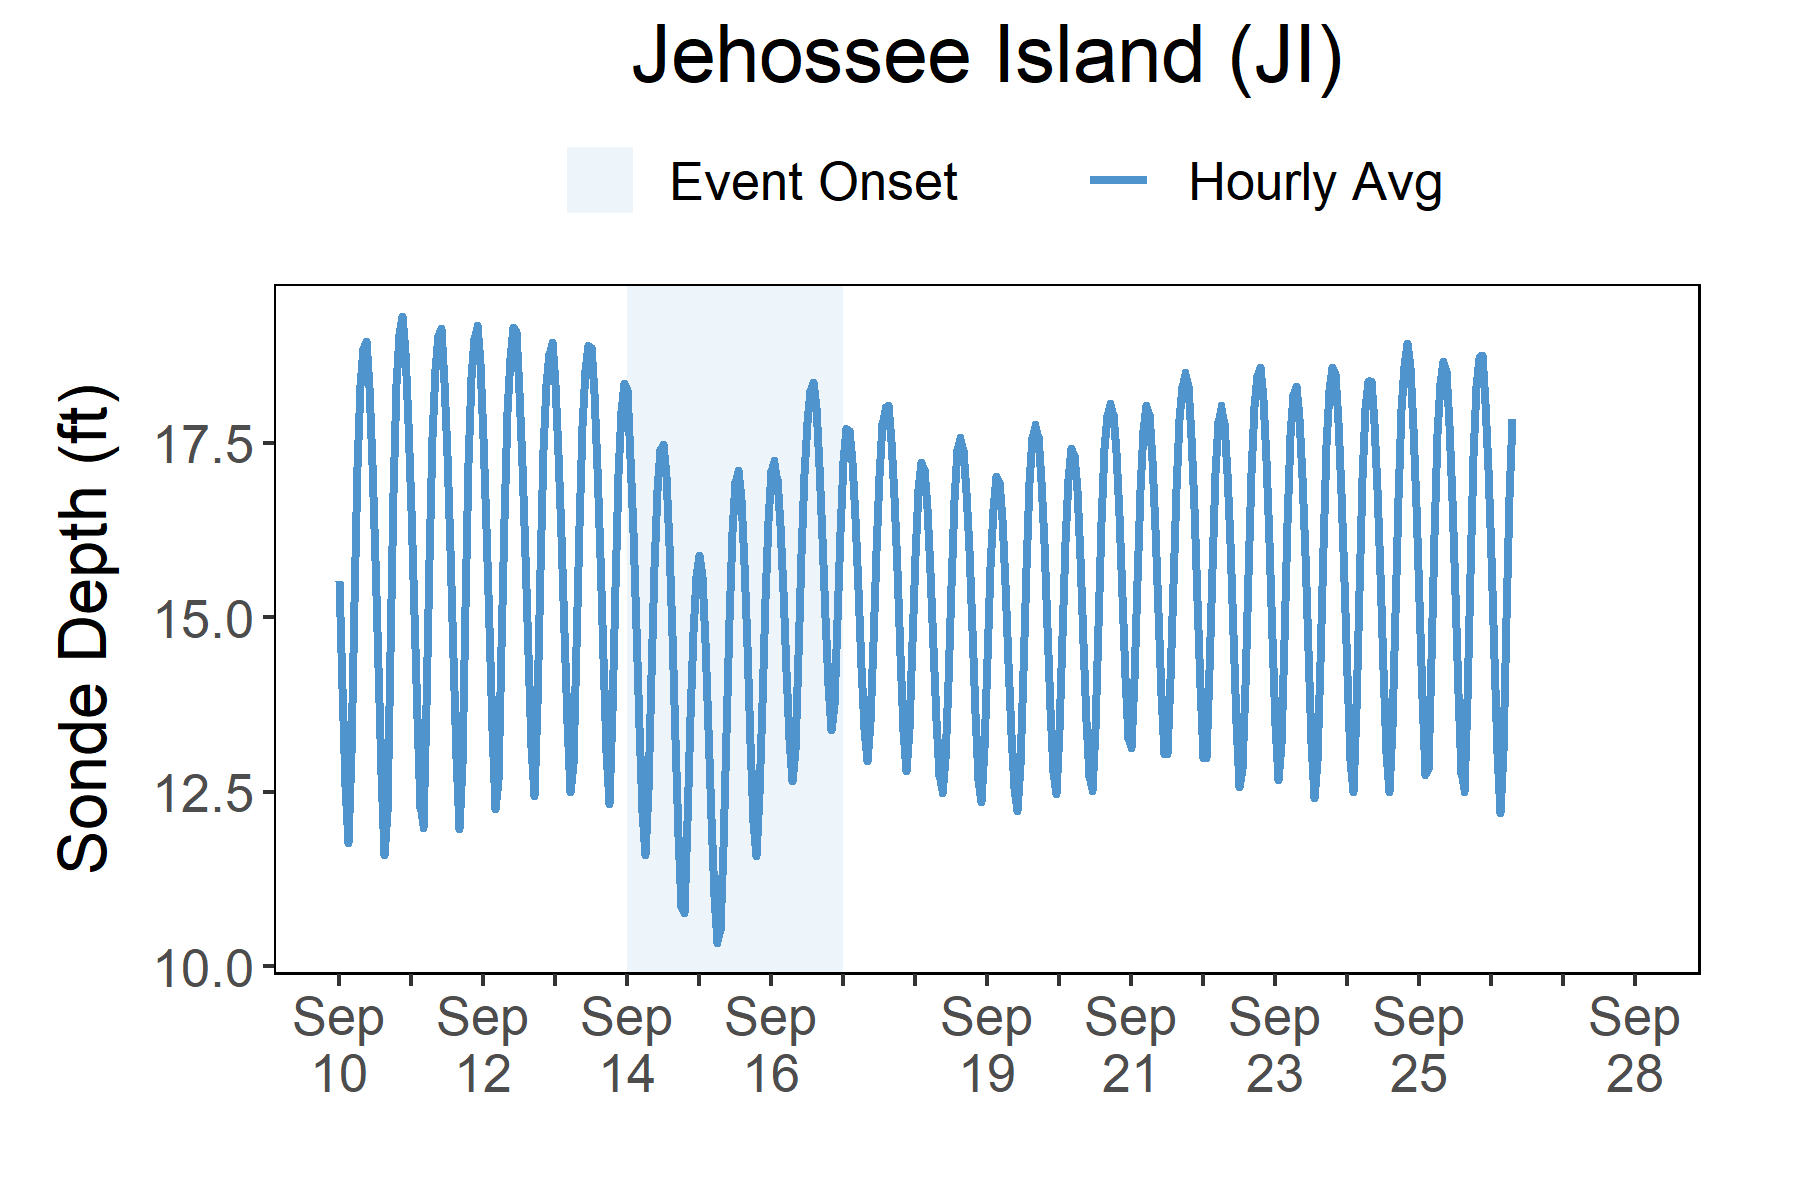 Jehossee Island (JI)
Event Onset
Hourly Avg
Sonde Depth (ft)
17.5
15.0
12.5
10.0
Sep Sep Sep Sep Sep Sep Sep Sep Sep
10 12 14 16 19 21 23 25 28